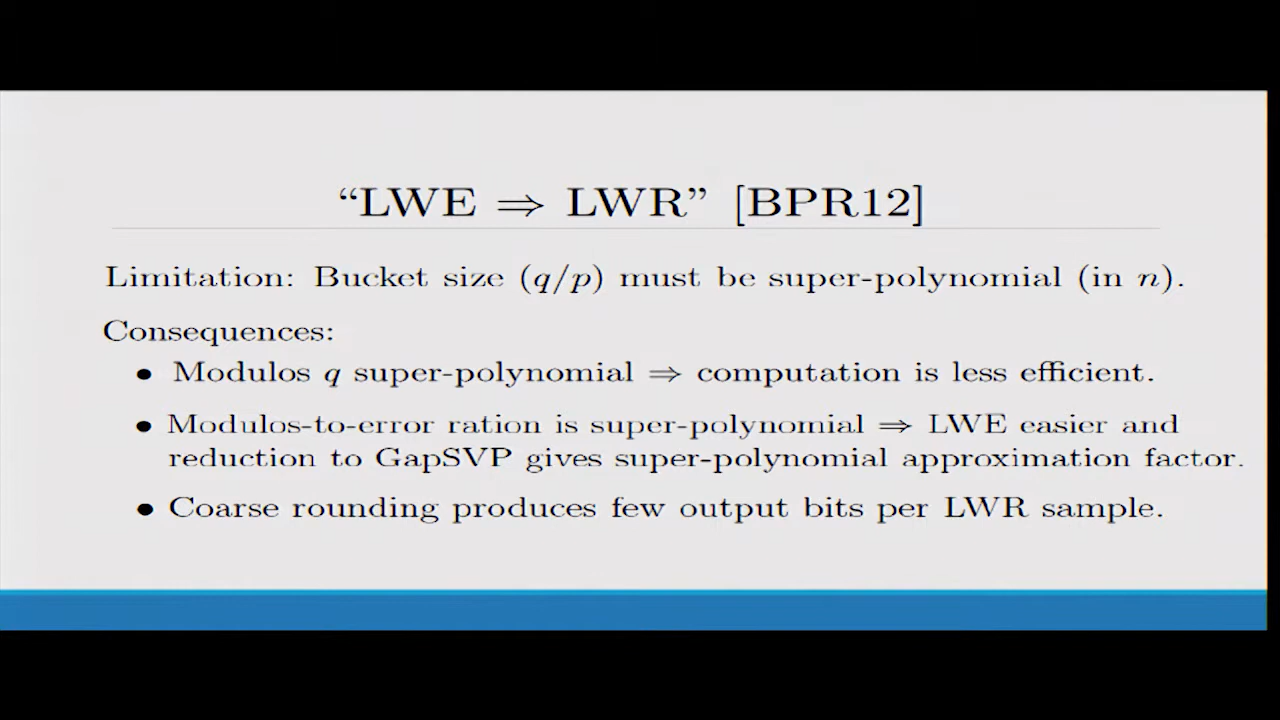 “LWE ⇒ LWR” [BPR12]
Limitation: Bucket size (q/p) must be super-polynomial (in n).
Consequences:
• Modulos q super-polynomial ⇒ computation is less efficient.
• Modulos-to-error ration is super-polynomial ⇒ LWE easier and
reduction to GapSVP gives super-polynomial approximation factor.
• Coarse rounding produces few output bits per LWR sample.